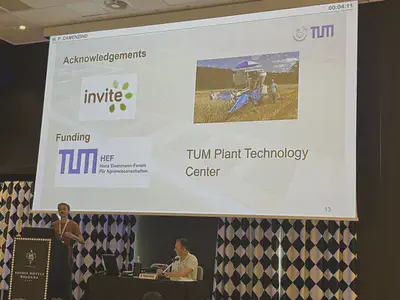 M. P. CAMENZIND
00:04:11
TUM
Acknowledgements
invite
Funding
TUM HEF
Hans Eisenmann-Forum
für Agrarwissenschaften
TUM Plant Technology
Center
13